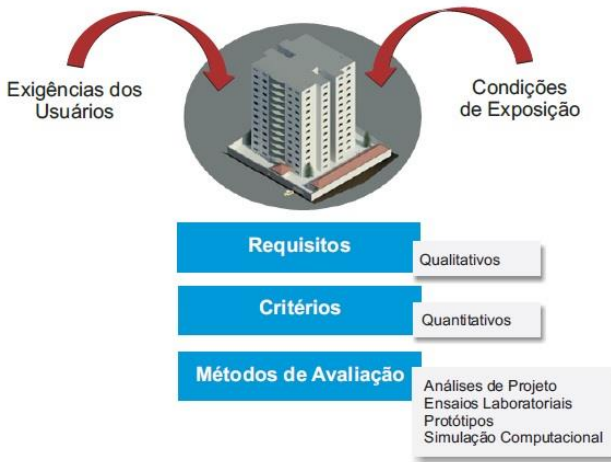 Exigências dos
Usuários
Condições
de Exposição
Requisitos
Qualitativos
Critérios
Quantitativos
Métodos de Avaliação
Análises de Projeto
Ensaios Laboratoriais
Protótipos
Simulação Computacional